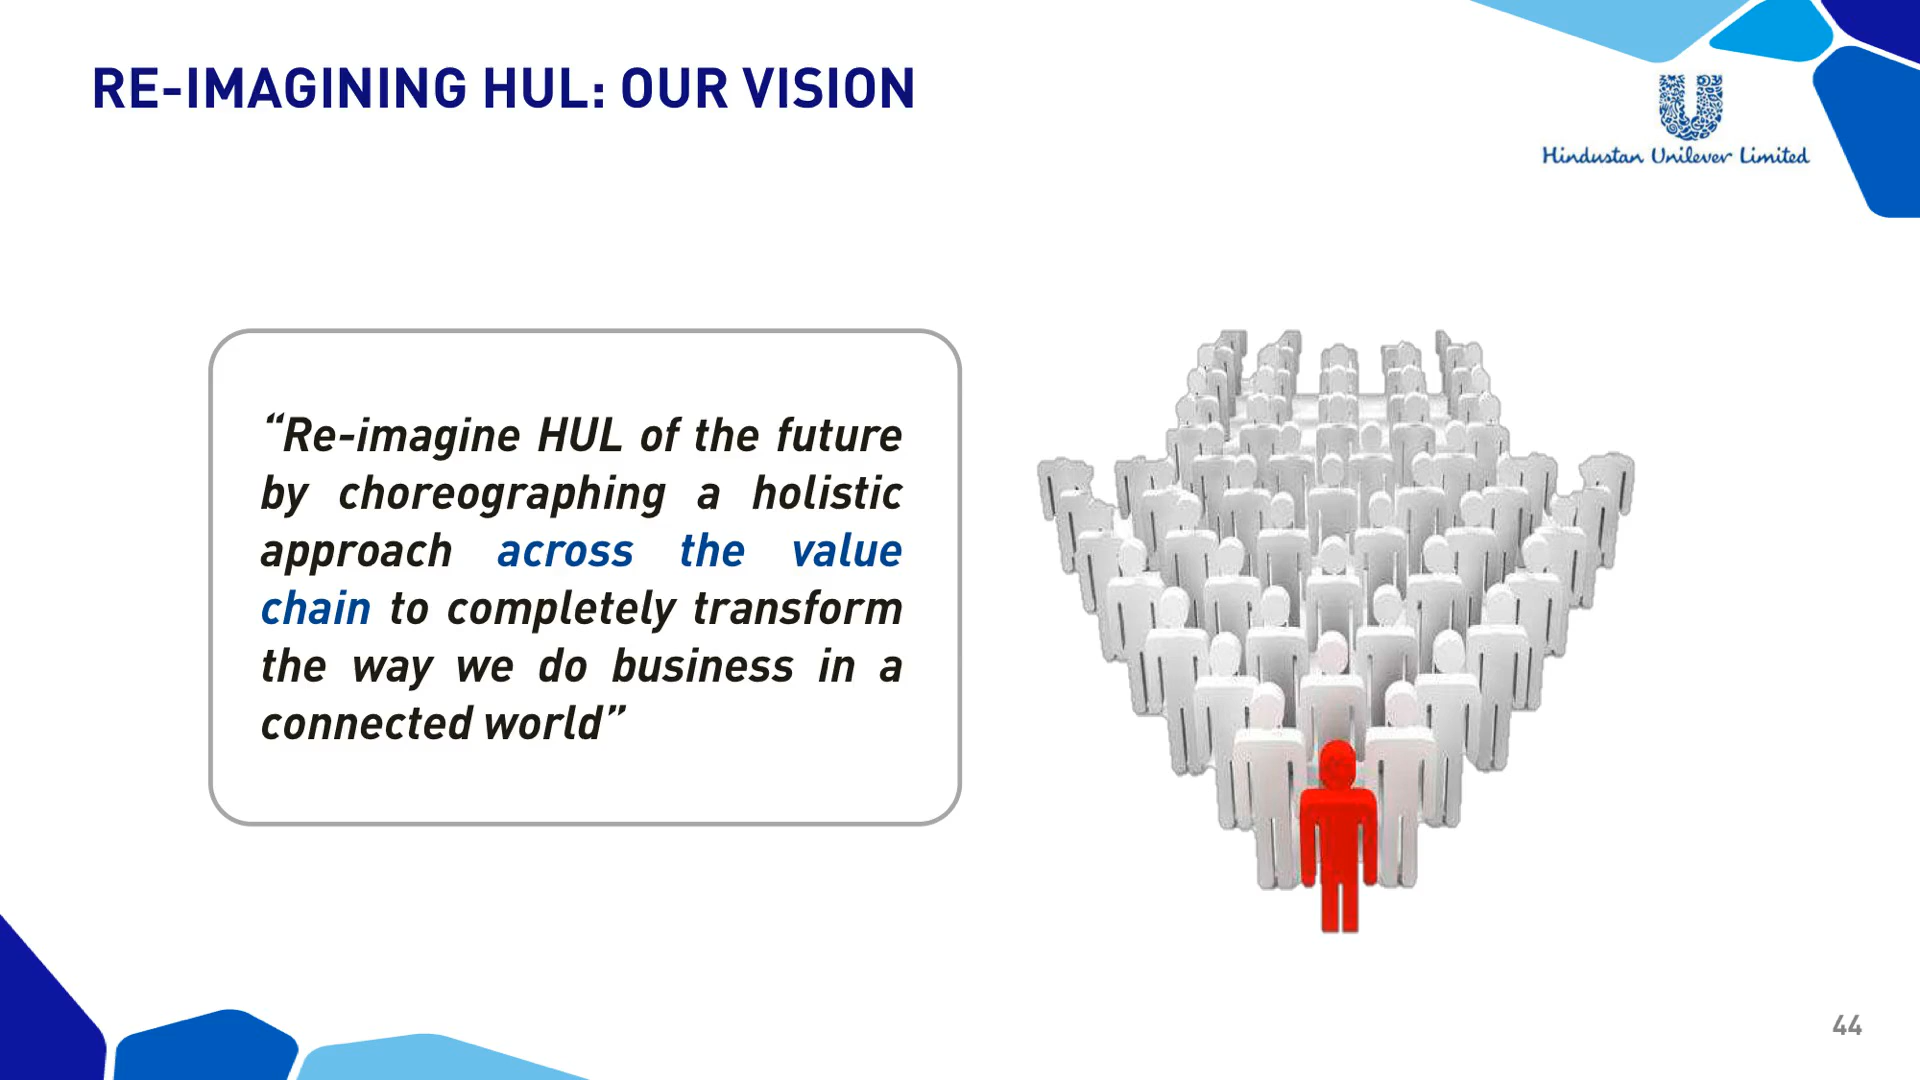 RE-IMAGINING HUL: OUR VISION
Hindustan Unilever Limited
“Re-imagine HUL of the future
by choreographing a holistic
approach across the value
chain to completely transform
the way we do business in a
connected world”
44